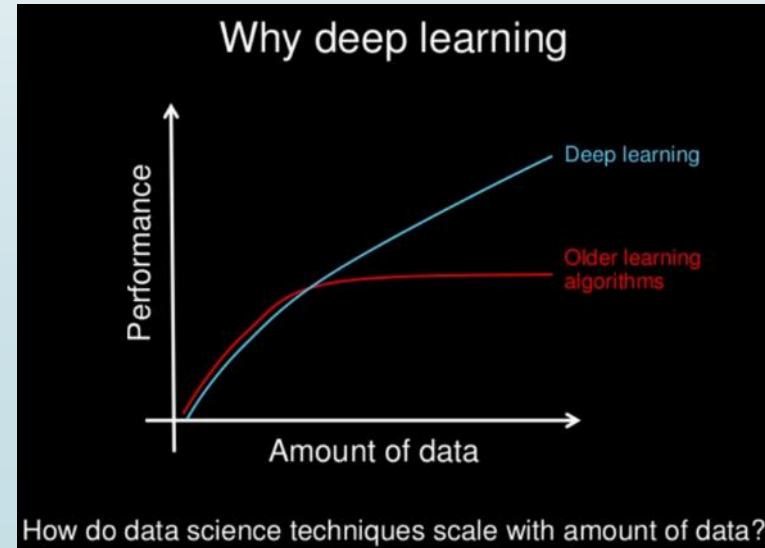 Why deep learning
Deep learning
Older learning
algorithms
Performance
Amount of data
How do data science techniques scale with amount of data?